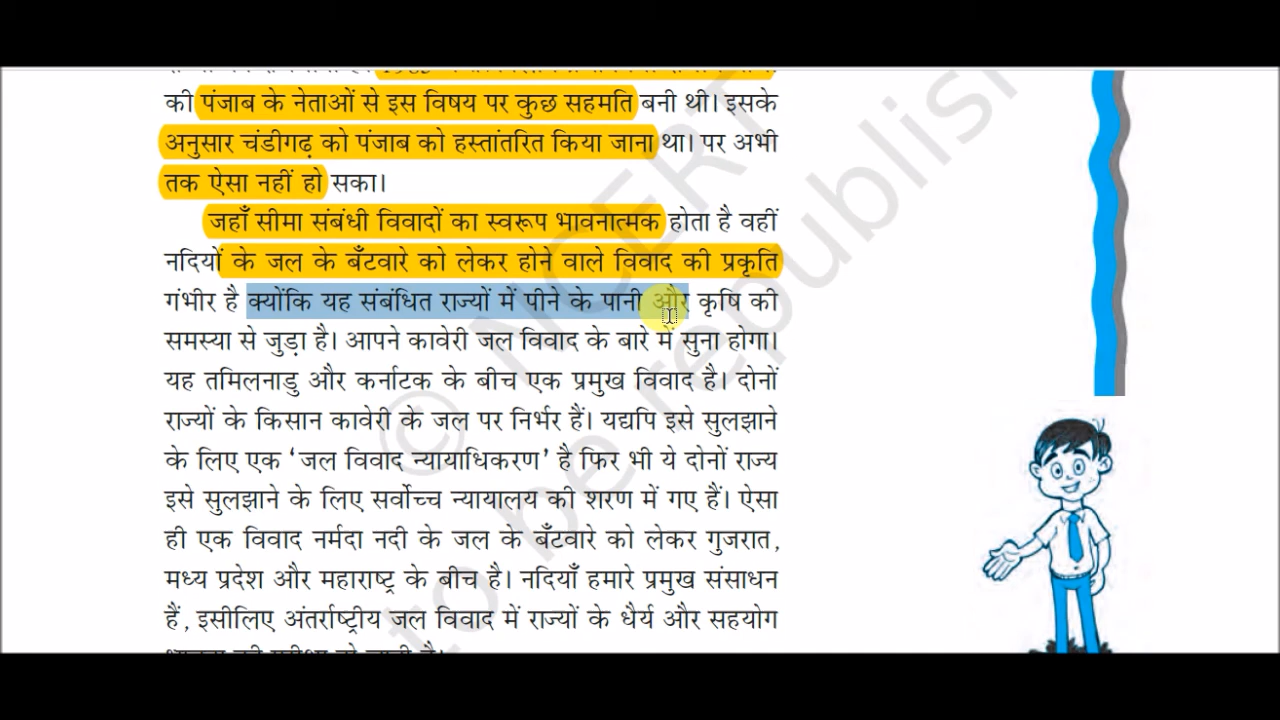 की पंजाब के नेताओं से इस विषय पर कुछ सहमति बनी थी। इसके
अनुसार चंडीगढ़ को पंजाब को हस्तांतरित किया जाना था। पर अभी
तक ऐसा नहीं हो सका।
जहाँ सीमा संबंधी विवादों का स्वरूप भावनात्मक होता है वहीं
नदियों के जल के बँटवारे को लेकर होने वाले विवाद की प्रकृति
गंभीर है क्योंकि यह संबंधित राज्यों में पीने के पानी और कृषि की
समस्या से जुड़ा है। आपने कावेरी जल विवाद के बारे में सुना होगा।
यह तमिलनाडु और कर्नाटक के बीच एक प्रमुख विवाद है। दोनों
राज्यों के किसान कावेरी के जल पर निर्भर हैं। यद्यपि इसे सुलझाने
के लिए एक ‘जल विवाद न्यायाधिकरण’ है फिर भी ये दोनों राज्य
इसे सुलझाने के लिए सर्वोच्च न्यायालय की शरण में गए हैं। ऐसा
ही एक विवाद नर्मदा नदी के जल के बँटवारे को लेकर गुजरात,
मध्य प्रदेश और महाराष्ट्र के बीच है। नदियाँ हमारे प्रमुख संसाधन
हैं, इसीलिए अंतर्राष्ट्रीय जल विवाद में राज्यों के धैर्य और सहयोग
© NCERT
to be republis